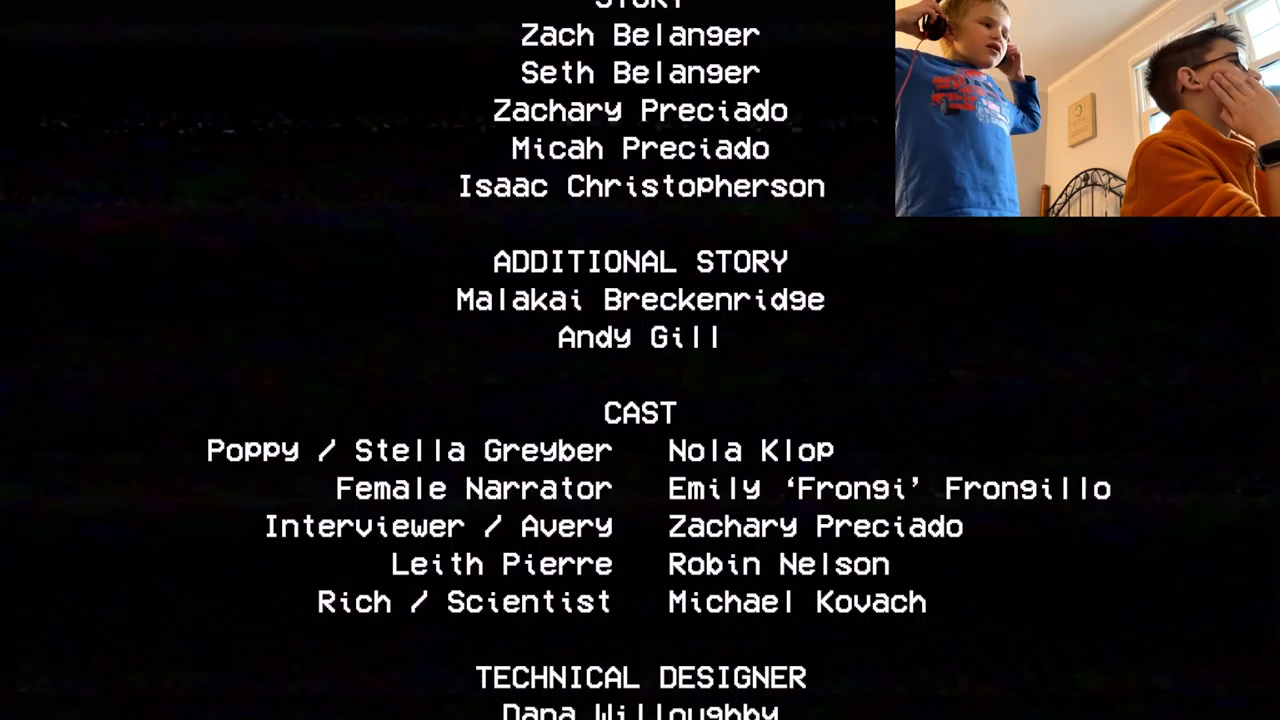 STORY
Zach Belanger
Seth Belanger
Zachary Preciado
Micah Preciado
Isaac Christopherson
ADDITIONAL STORY
Malakai Breckenridge
Andy Gill
CAST
Poppy / Stella Greyber Nola Klop
Female Narrator Emily ‘Frongi’ Frongillo
Interviewer / Avery Zachary Preciado
Leith Pierre Robin Nelson
Rich / Scientist Michael Kovach
TECHNICAL DESIGNER
Dana Willoughby